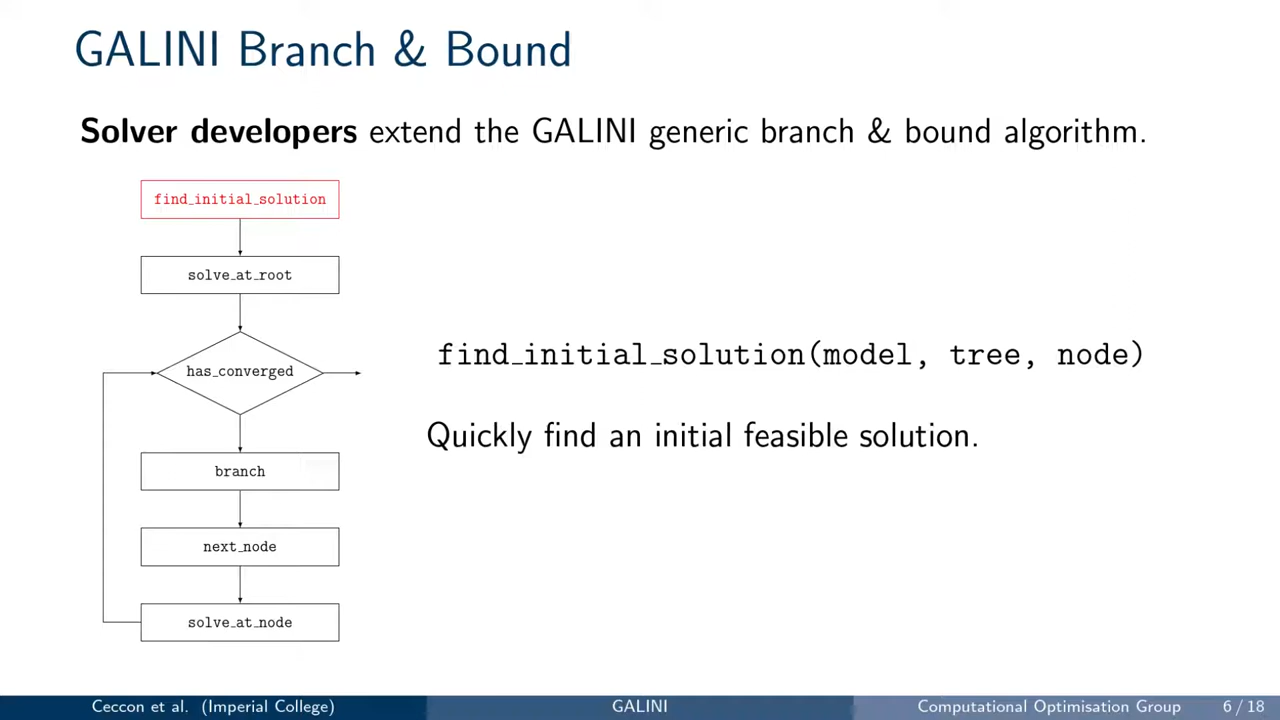 GALINI Branch & Bound
Solver developers extend the GALINI generic branch & bound algorithm.
find_initial_solution
solve_at_root
has_converged
branch
next_node
solve_at_node
find_initial_solution(model, tree, node)
Quickly find an initial feasible solution.
Ceccon et al. (Imperial College)
GALINI
Computational Optimisation Group
6 / 18